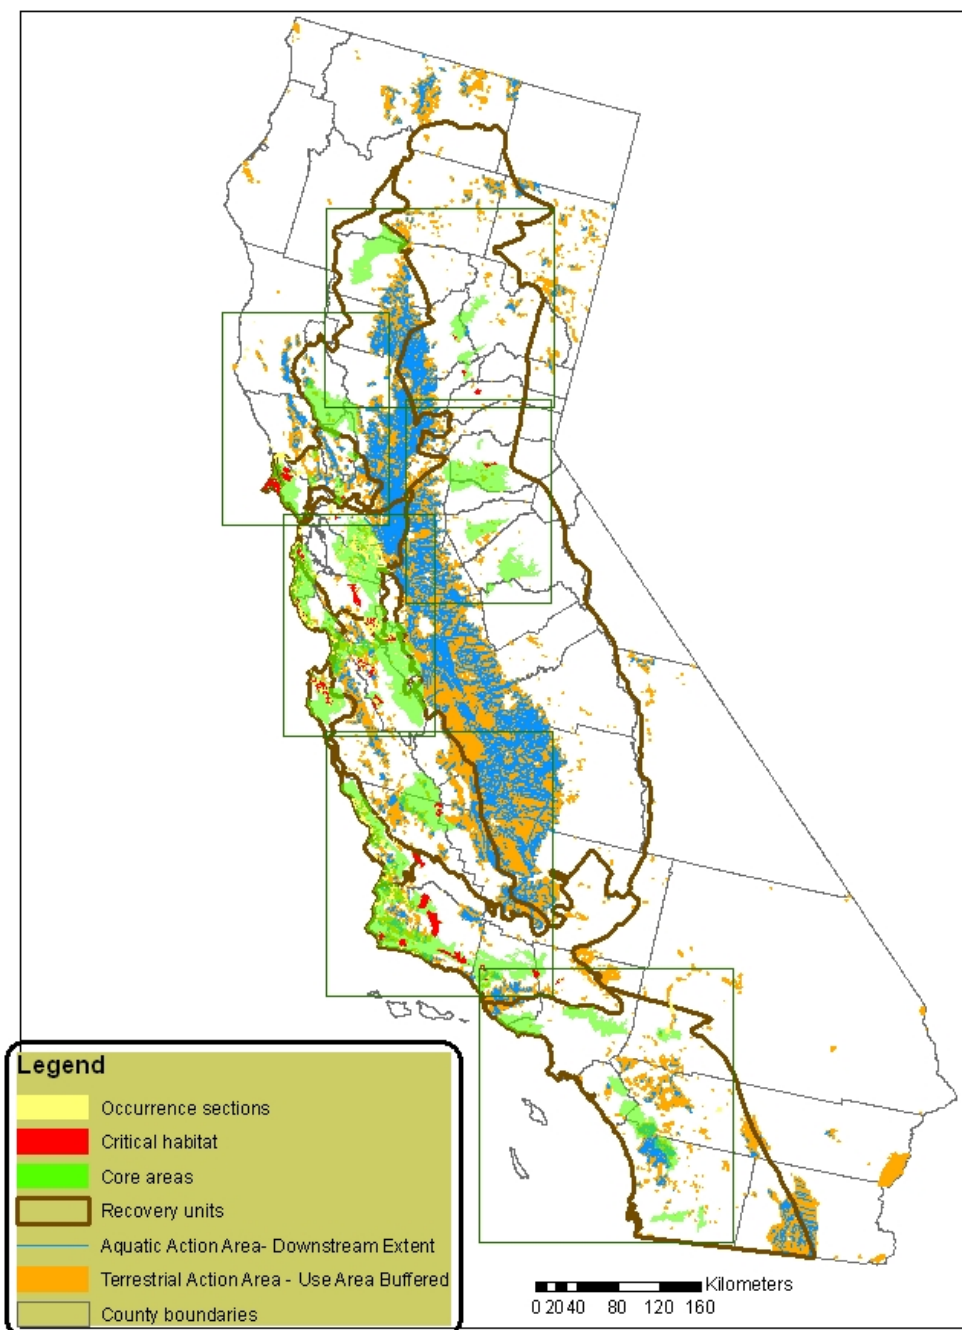 Legend
Occurrence sections
Critical habitat
Core areas
Recovery units
Aquatic Action Area- Downstream Extent
Terrestrial Action Area - Use Area Buffered
County boundaries
Kilometers
0 20 40 80 120 160